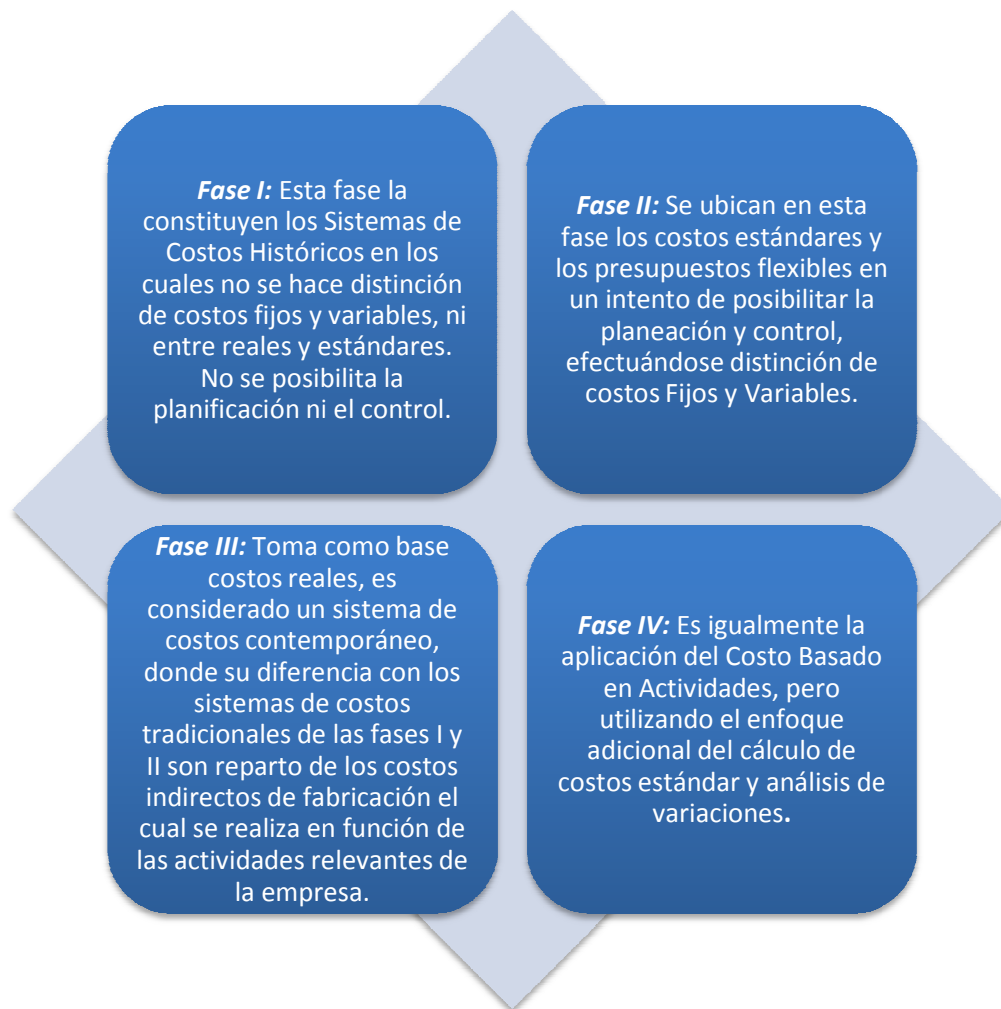 Fase I: Esta fase la
constituyen los Sistemas de
Costos Históricos en los
cuales no se hace distinción
de costos fijos y variables, ni
entre reales y estándares.
No se posibilita la
planificación ni el control.
Fase II: Se ubican en esta
fase los costos estándares y
los presupuestos flexibles en
un intento de posibilitar la
planeación y control,
efectuándose distinción de
costos Fijos y Variables.
Fase III: Toma como base
costos reales, es
considerado un sistema de
costos contemporáneo,
donde su diferencia con los
sistemas de costos
tradicionales de las fases I y
II son reparto de los costos
indirectos de fabricación el
cual se realiza en función de
las actividades relevantes de
la empresa.
Fase IV: Es igualmente la
aplicación del Costo Basado
en Actividades, pero
utilizando el enfoque
adicional del cálculo de
costos estándar y análisis de
variaciones.